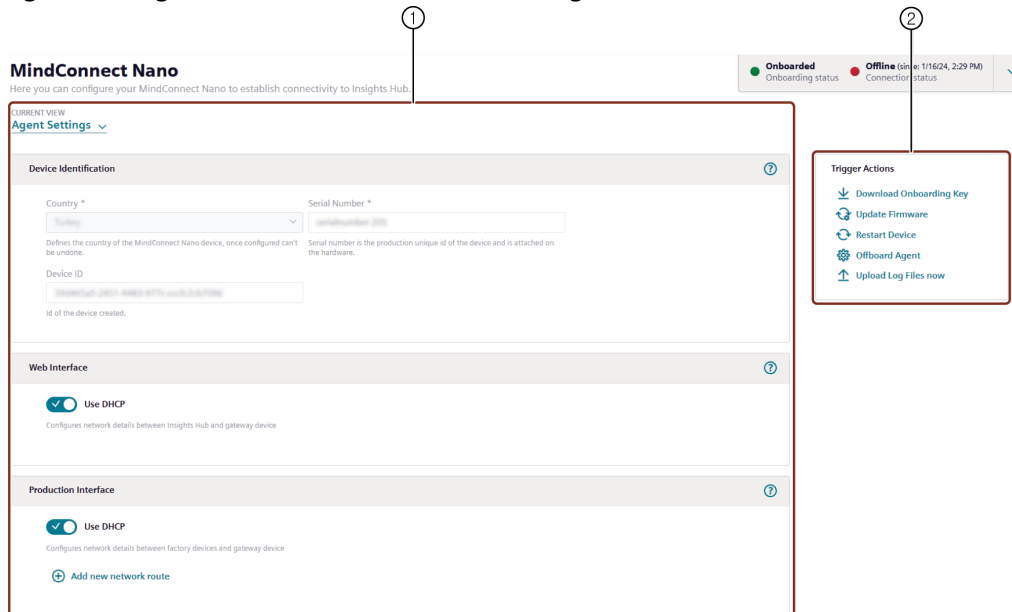 1
2
MindConnect Nano
Here you can configure your MindConnect Nano to establish connectivity to Insights Hub.
Onboarded
Onboarding status
Offline (since: 1/16/24, 2:29 PM)
Connection status
CURRENT VIEW
Agent Settings
Device Identification
Country *
Serial Number *
Turkey
Defines the country of the MindConnect Nano device, once configured can't
be undone.
Serial number is the production unique id of the device and is attached on
the hardware.
Device ID
Id of the device created.
Web Interface
Use DHCP
Configures network details between Insights Hub and gateway device
Production Interface
Use DHCP
Configures network details between factory devices and gateway device
Add new network route
Trigger Actions
Download Onboarding Key
Update Firmware
Restart Device
Offboard Agent
Upload Log Files now